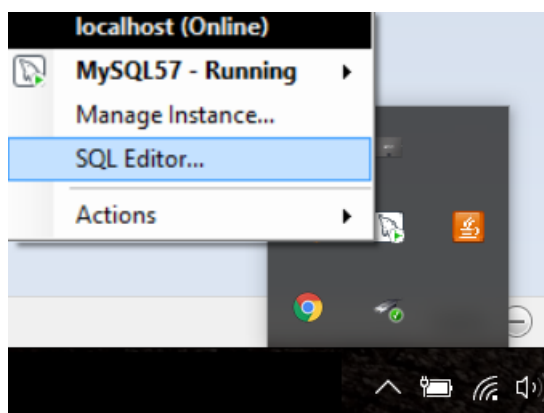 localhost (Online)
MySQL57 - Running
Manage Instance...
SQL Editor...
Actions